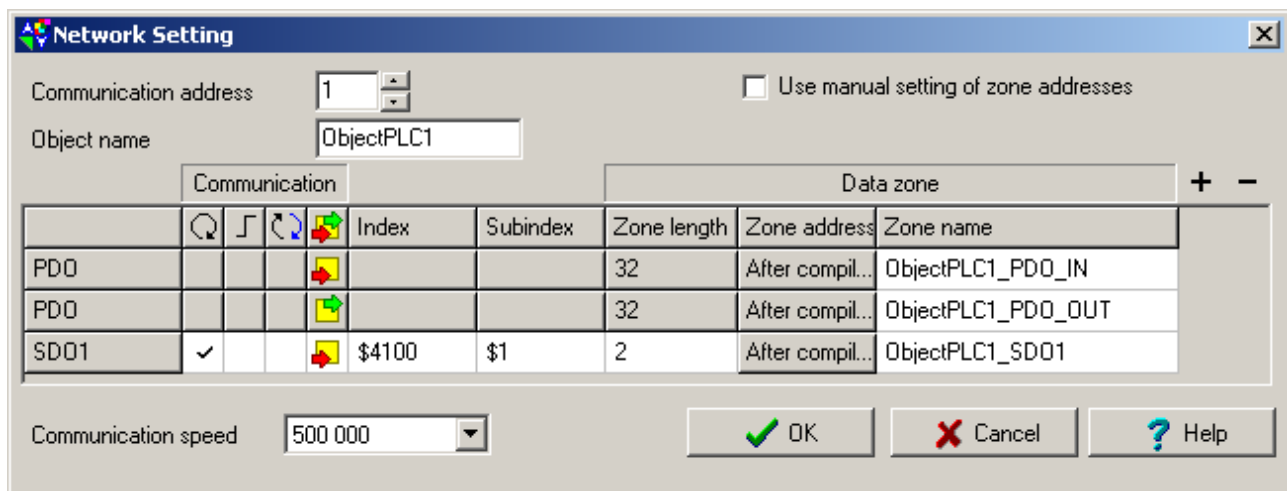 Network Setting
Communication address 1 Use manual setting of zone addresses
Object name ObjectPLC1
Communication Data zone + −
Index Subindex Zone length Zone address Zone name
PDO 32 After compil... ObjectPLC1_PDO_IN
PDO 32 After compil... ObjectPLC1_PDO_OUT
SDO1 $4100 $1 2 After compil... ObjectPLC1_SDO1
Communication speed 500 000 OK Cancel ? Help